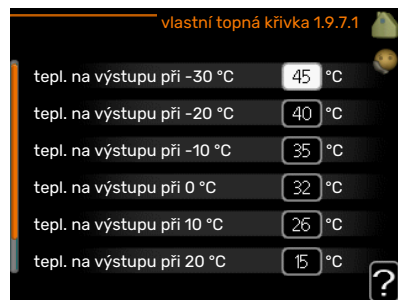 vlastní topná křivka 1.9.7.1
tepl. na výstupu při -30 °C 45 °C
tepl. na výstupu při -20 °C 40 °C
tepl. na výstupu při -10 °C 35 °C
tepl. na výstupu při 0 °C 32 °C
tepl. na výstupu při 10 °C 26 °C
tepl. na výstupu při 20 °C 15 °C
?